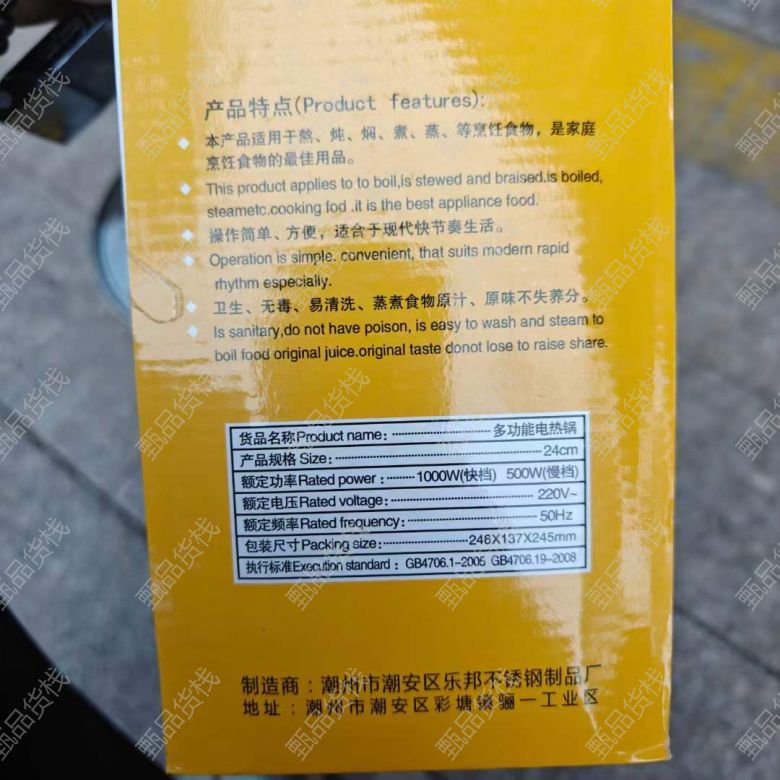 产品特点(Product features):
本产品适用于熬、炖、焖、煮、蒸、等烹饪食物，是家庭
烹饪食物的最佳用品。
This product applies to to boil,is stewed and braised.is boiled,
steametc.cooking fod .it is the best appliance food.
操作简单、方便，适合于现代快节奏生活。
Operation is simple. convenient, that suits modern rapid
rhythm especially.
卫生、无毒、易清洗、蒸煮食物原汁、原味不失养分。
Is sanitary,do not have poison, is easy to wash and steam to
boil food original juice.original taste donot lose to raise share.
货品名称Product name: 多功能电热锅
产品规格 Size: 24cm
额定功率Rated power : 1000W(快档) 500W(慢档)
额定电压Rated voltage: 220V~
额定频率Rated frequency: 50Hz
包装尺寸Packing size: 246X137X245mm
执行标准Execution standard : GB4706.1-2005 GB4706.19-2008
制造商：潮州市潮安区乐邦不锈钢制品厂
地址：潮州市潮安区彩塘镇骊一工业区
甄品货栈